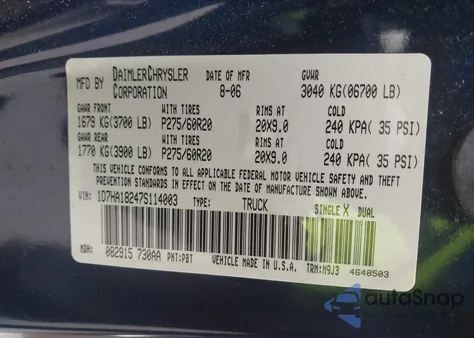 MFD BY DAIMLERCHRYSLER CORPORATION DATE OF MFR 8-06 GVWR 3040 KG(06700 LB)
GAWR FRONT WITH TIRES RIMS AT COLD
1679 KG(3700 LB) P275/60R20 20X9.0 240 KPA( 35 PSI)
GAWR REAR WITH TIRES RIMS AT COLD
1770 KG(3900 LB) P275/60R20 20X9.0 240 KPA( 35 PSI)
THIS VEHICLE CONFORMS TO ALL APPLICABLE FEDERAL MOTOR VEHICLE SAFETY AND THEFT
PREVENTION STANDARDS IN EFFECT ON THE DATE OF MANUFACTURE SHOWN ABOVE.
VIN: 1D7HA18247S114003 TYPE: TRUCK SINGLE X DUAL
MDH: 082915 730AA PNT:PBT VEHICLE MADE IN U.S.A. TRM:N9J3 4648503
autoSnap